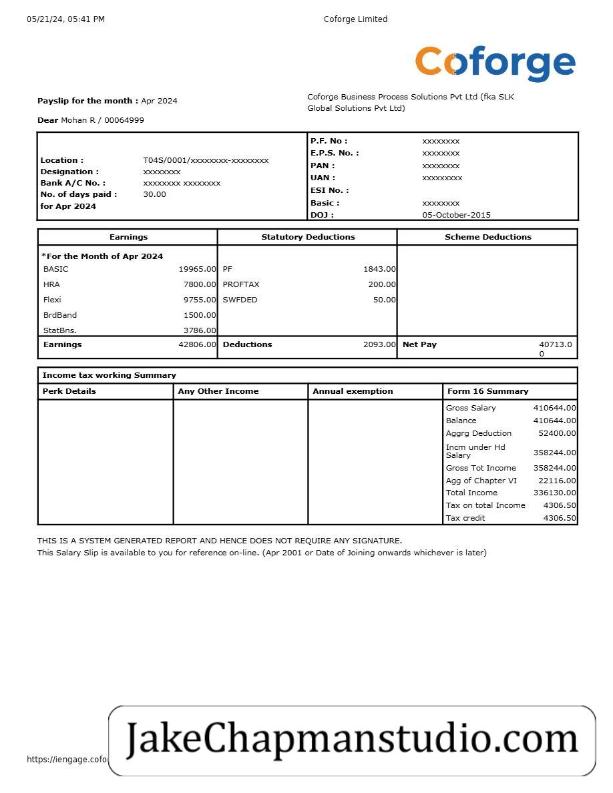 05/21/24, 05:41 PM Coforge Limited
Coforge
Payslip for the month : Apr 2024
Coforge Business Process Solutions Pvt Ltd (fka SLK
Global Solutions Pvt Ltd)
Dear Mohan R / 00064999
Location : T04S/0001/xxxxxxxx-xxxxxxxx
Designation : xxxxxxxx
Bank A/C No. : xxxxxxxx xxxxxxxx
No. of days paid : 30.00
for Apr 2024
P.F. No : xxxxxxxx
E.P.S. No. : xxxxxxxx
PAN : xxxxxxxx
UAN : xxxxxxxxx
ESI No. :
Basic : xxxxxxxx
DOJ : 05-October-2015
Earnings Statutory Deductions Scheme Deductions
*For the Month of Apr 2024
BASIC 19965.00 PF 1843.00
HRA 7800.00 PROFTAX 200.00
Flexi 9755.00 SWFDED 50.00
BrdBand 1500.00
StatBns. 3786.00
Earnings 42806.00 Deductions 2093.00 Net Pay 40713.0
0
Income tax working Summary
Perk Details Any Other Income Annual exemption Form 16 Summary
Gross Salary 410644.00
Balance 410644.00
Aggrg Deduction 52400.00
Incm under Hd
Salary 358244.00
Gross Tot Income 358244.00
Agg of Chapter VI 22116.00
Total Income 336130.00
Tax on total Income 4306.50
Tax credit 4306.50
THIS IS A SYSTEM GENERATED REPORT AND HENCE DOES NOT REQUIRE ANY SIGNATURE.
This Salary Slip is available to you for reference on-line. (Apr 2001 or Date of Joining onwards whichever is later)
JakeChapmanstudio.com
https://iengage.cofo